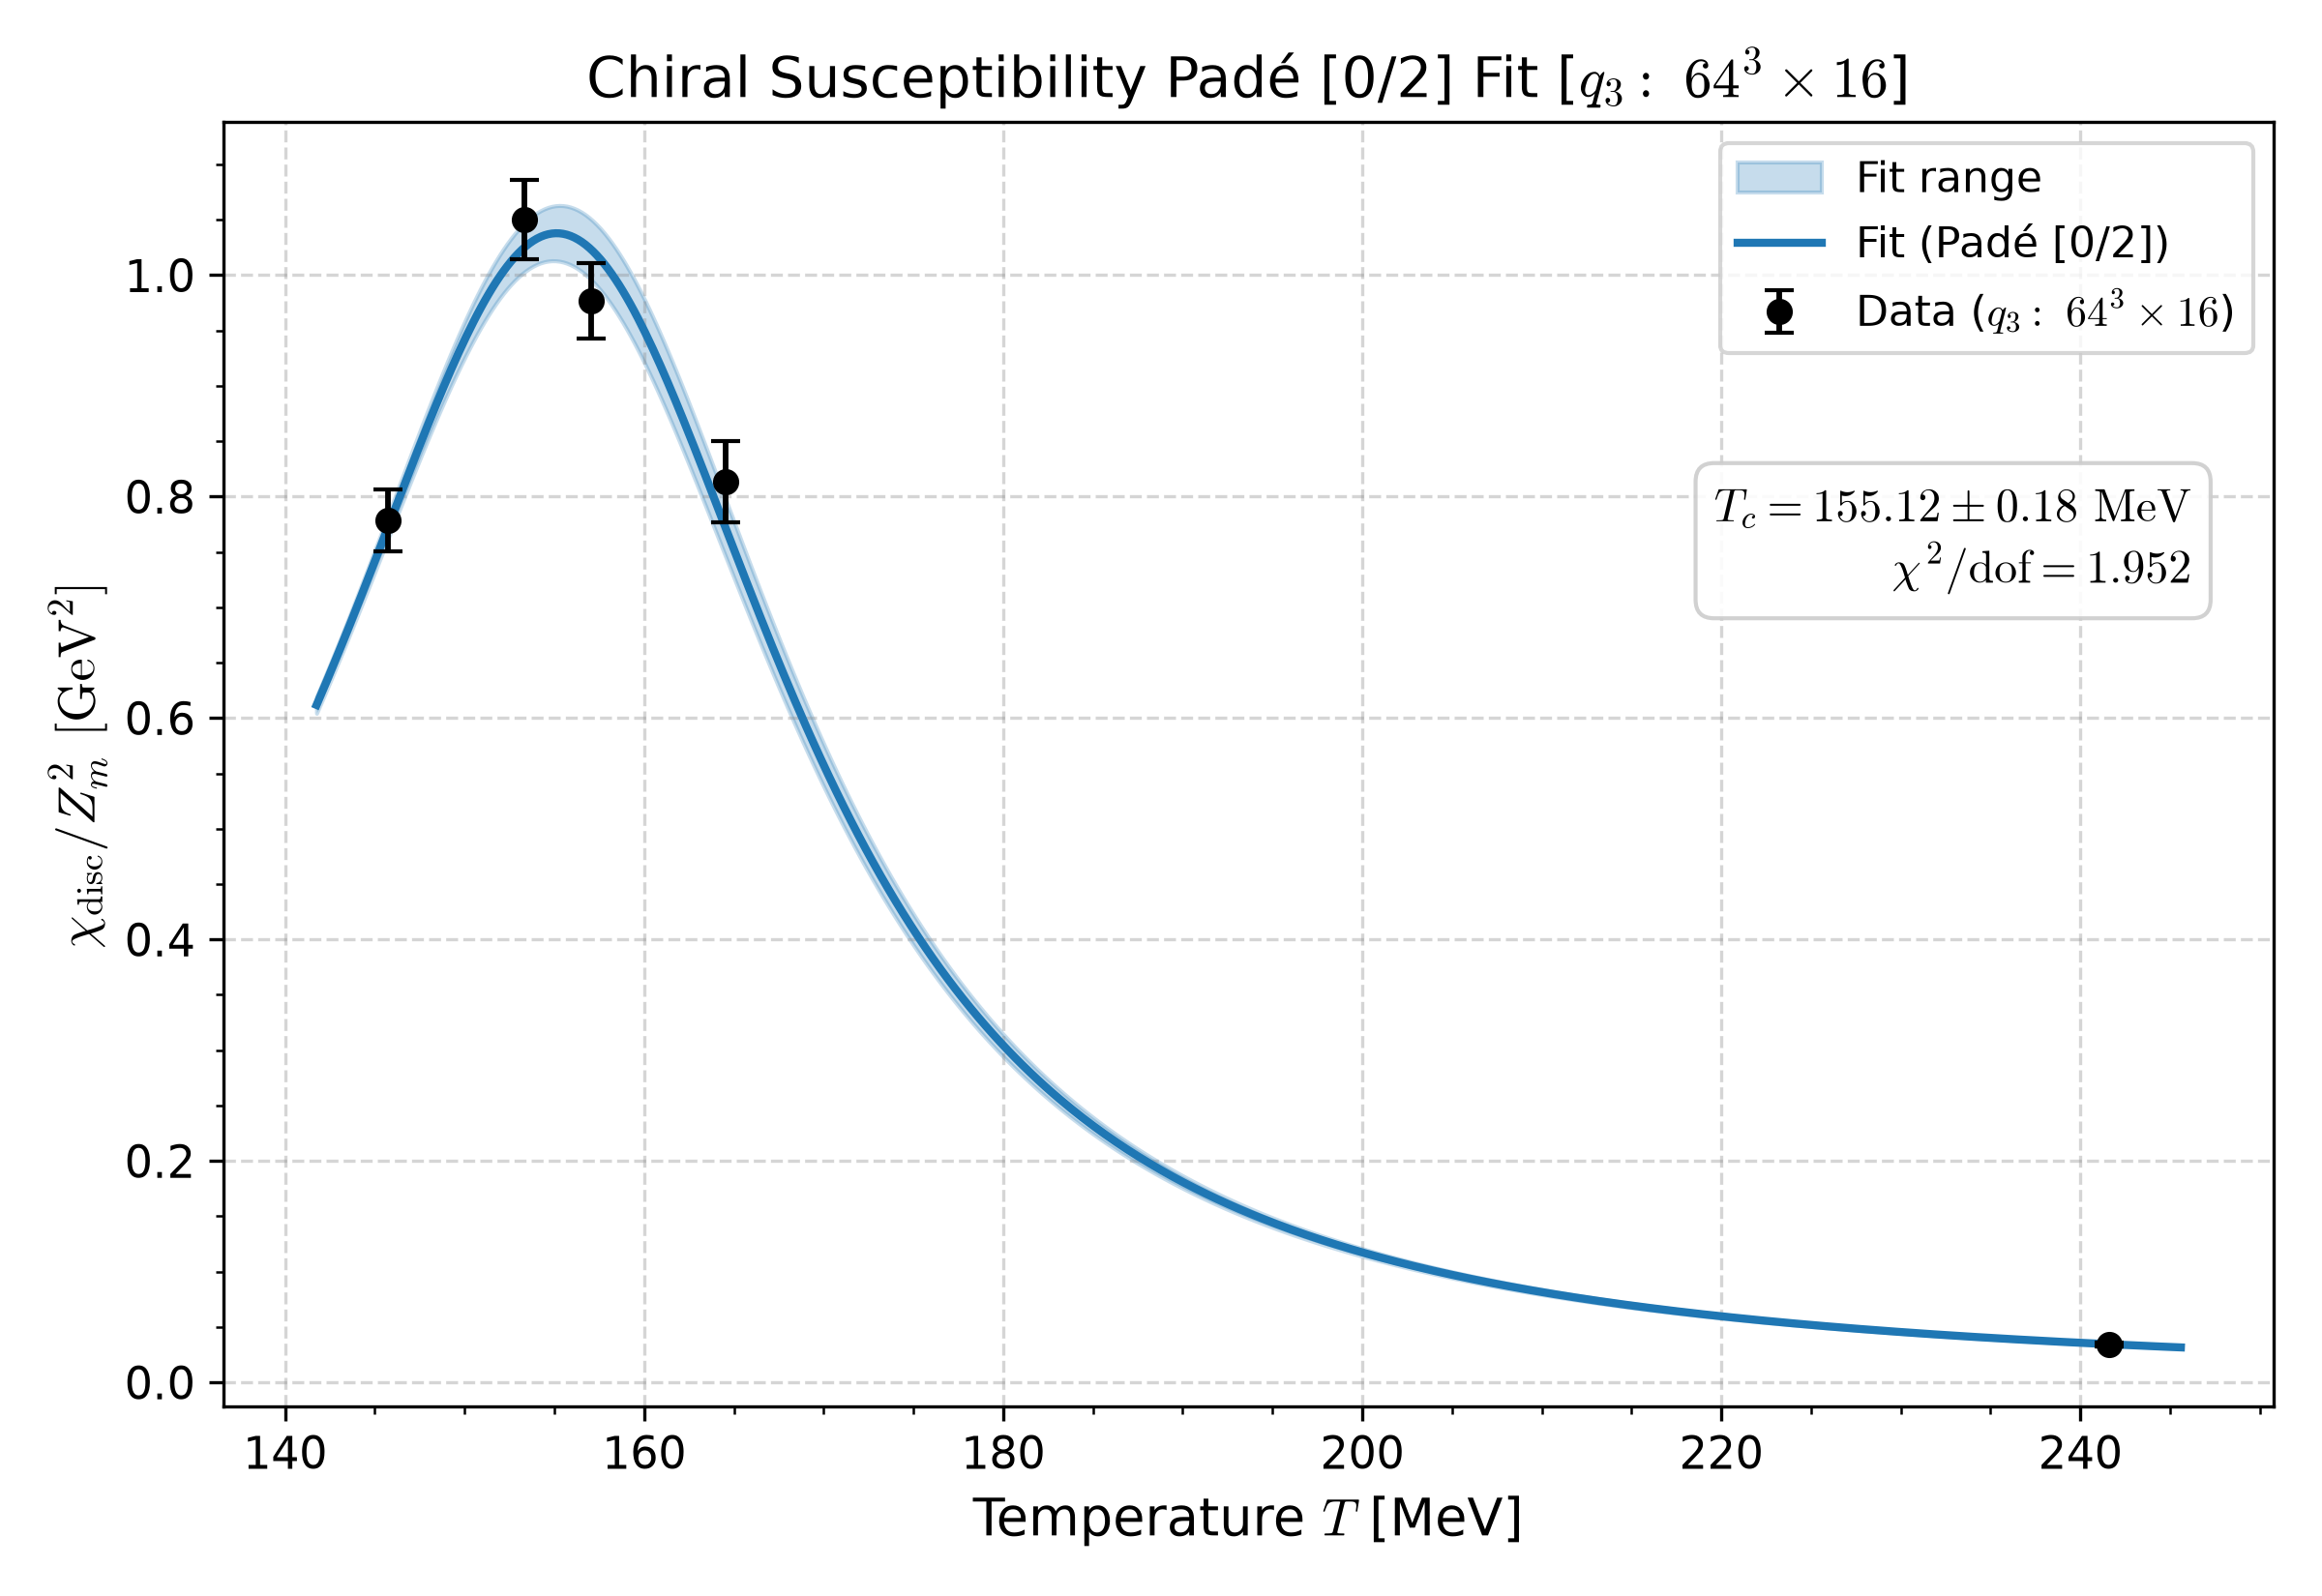 Chiral Susceptibility Padé [0/2] Fit [q₃ : 64³ × 16]
Fit range
Fit (Padé [0/2])
Data (q₃ : 64³ × 16)
T_c = 155.12 ± 0.18 MeV
χ²/dof = 1.952
χ_disc/Z_m² [GeV²]
1.0
0.8
0.6
0.4
0.2
0.0
140 160 180 200 220 240
Temperature T [MeV]